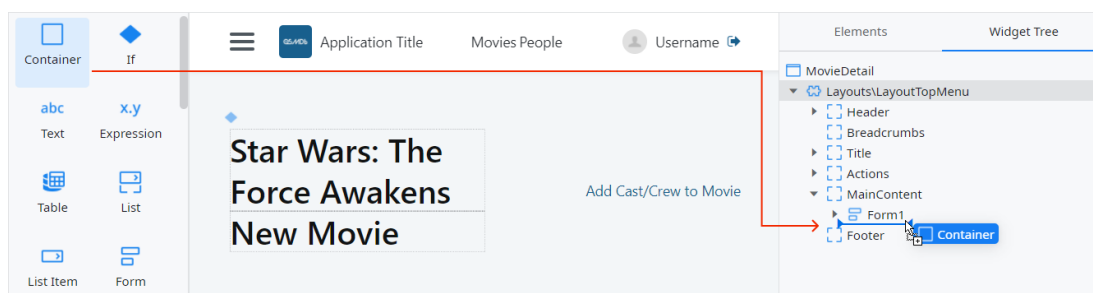 Container
If
abc
Text
x.y
Expression
Table
List
List Item
Form
OSMDb
Application Title
Movies People
Username
Star Wars: The
Force Awakens
New Movie
Add Cast/Crew to Movie
Elements
Widget Tree
MovieDetail
Layouts\LayoutTopMenu
Header
Breadcrumbs
Title
Actions
MainContent
Form1
Footer
Container